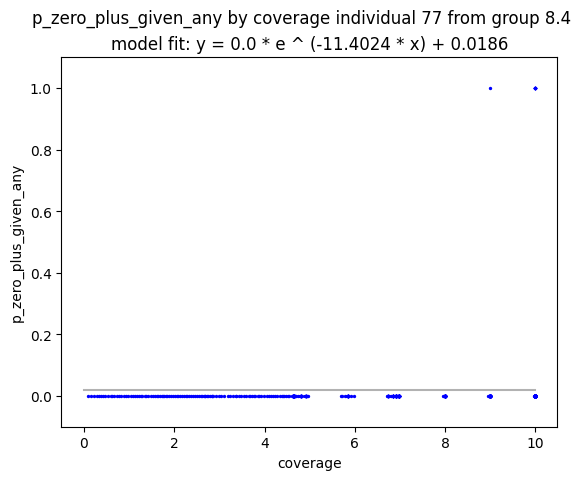 p_zero_plus_given_any by coverage individual 77 from group 8.4
model fit: y = 0.0 * e ^ (-11.4024 * x) + 0.0186
1.0
0.8
0.6
0.4
0.2
0.0
p_zero_plus_given_any
0 2 4 6 8 10
coverage